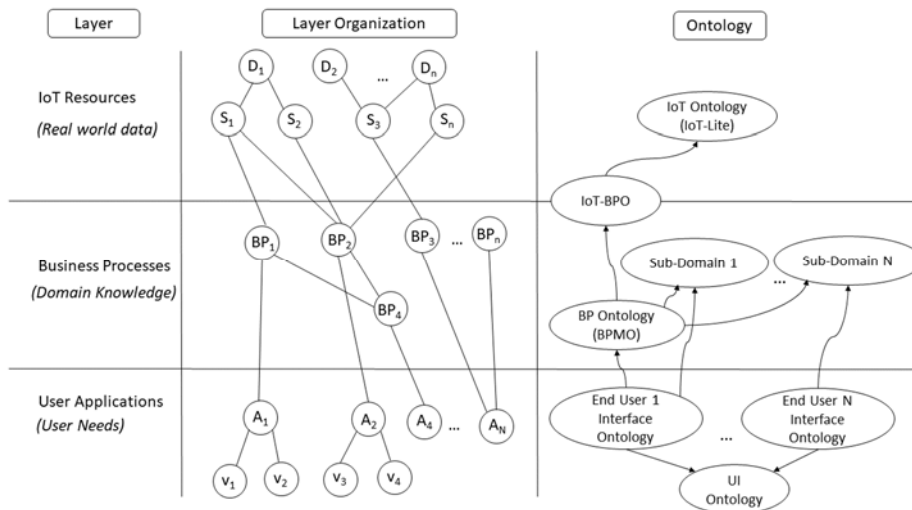 Layer
Layer Organization
Ontology
IoT Resources
(Real world data)
D1
D2
...
Dn
S1
S2
S3
Sn
IoT Ontology
(IoT-Lite)
IoT-BPO
Business Processes
(Domain Knowledge)
BP1
BP2
BP3
...
BPn
BP4
Sub-Domain 1
...
Sub-Domain N
BP Ontology
(BPMO)
User Applications
(User Needs)
A1
A2
A4
...
AN
v1
v2
v3
v4
End User 1
Interface
Ontology
...
End User N
Interface
Ontology
UI
Ontology